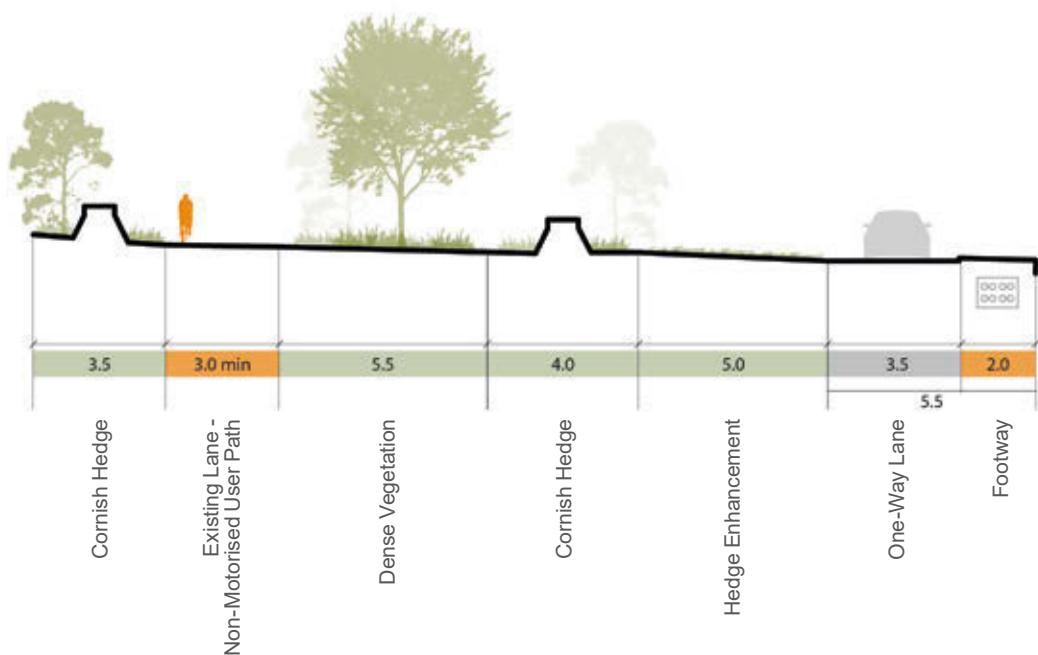 3.5
3.0 min
5.5
4.0
5.0
3.5
2.0
5.5
Cornish Hedge
Existing Lane -
Non-Motorised User Path
Dense Vegetation
Cornish Hedge
Hedge Enhancement
One-Way Lane
Footway